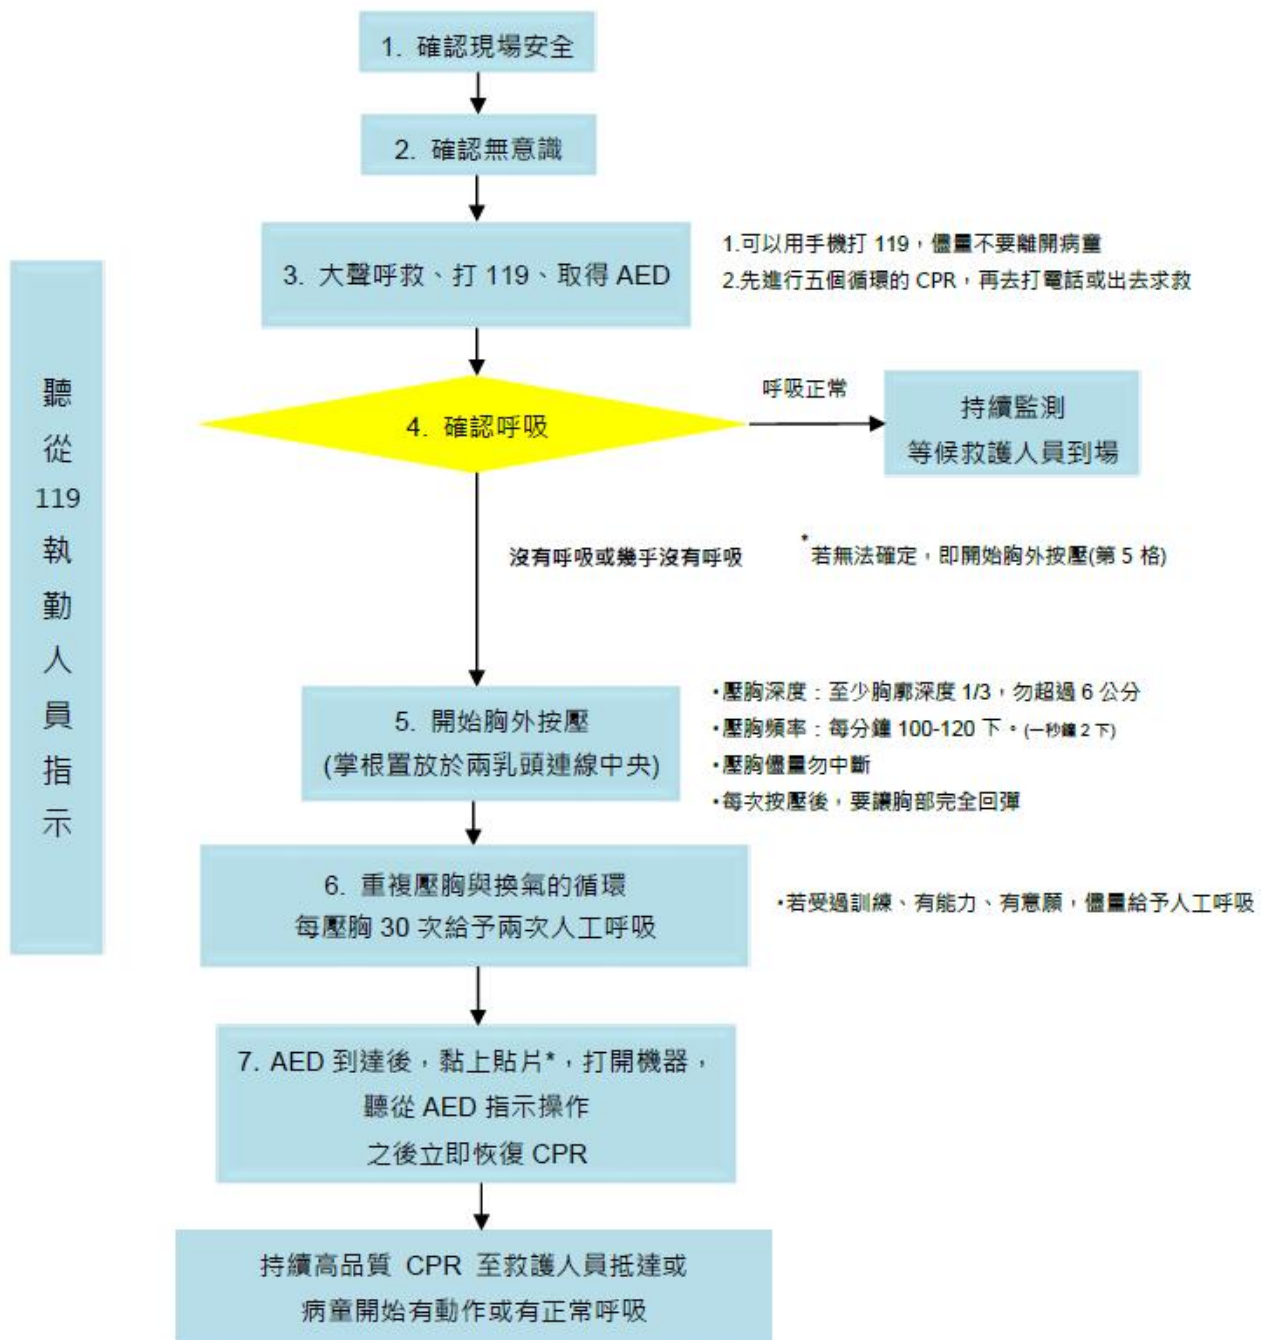 1. 確認現場安全
2. 確認無意識
3. 大聲呼救、打 119、取得 AED
1.可以用手機打 119，儘量不要離開病童
2.先進行五個循環的 CPR，再去打電話或出去求救
聽
從
119
執
勤
人
員
指
示
4. 確認呼吸
呼吸正常
持續監測
等候救護人員到場
沒有呼吸或幾乎沒有呼吸
*若無法確定，即開始胸外按壓(第 5 格)
5. 開始胸外按壓
(掌根置放於兩乳頭連線中央)
•壓胸深度：至少胸廓深度 1/3，勿超過 6 公分
•壓胸頻率：每分鐘 100-120 下。(一秒鐘 2 下)
•壓胸儘量勿中斷
•每次按壓後，要讓胸部完全回彈
6. 重複壓胸與換氣的循環
每壓胸 30 次給予兩次人工呼吸
•若受過訓練、有能力、有意願，儘量給予人工呼吸
7. AED 到達後，黏上貼片*，打開機器，
聽從 AED 指示操作
之後立即恢復 CPR
持續高品質 CPR 至救護人員抵達或
病童開始有動作或有正常呼吸